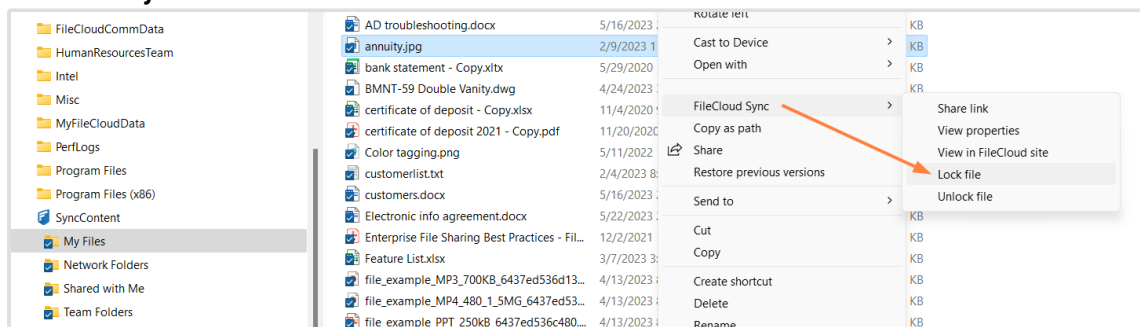 FileCloudCommData
HumanResourcesTeam
Intel
Misc
MyFileCloudData
PerfLogs
Program Files
Program Files (x86)
SyncContent
My Files
Network Folders
Shared with Me
Team Folders
AD troubleshooting.docx 5/16/2023
annuity.jpg 2/9/2023 1 KB
bank statement - Copy.xltx 5/29/2020 KB
BMNT-59 Double Vanity.dwg 4/24/2023 KB
certificate of deposit - Copy.xlsx 11/4/2020
certificate of deposit 2021 - Copy.pdf 11/20/2020
Color tagging.png 5/11/2022
customerlist.txt 2/4/2023 8:
customers.docx 5/16/2023
Electronic info agreement.docx 5/22/2023 KB
Enterprise File Sharing Best Practices - Fil... 12/2/2021 KB
Feature List.xlsx 3/7/2023 3: KB
file_example_MP3_700KB_6437ed536d13... 4/13/2023 KB
file_example_MP4_480_1_5MG_6437ed53... 4/13/2023 KB
file_example_PPT_250kB_6437ed536c480.... 4/13/2023 KB
KB
Rotate left
Cast to Device >
Open with >
FileCloud Sync >
Copy as path
Share
Restore previous versions
Send to >
Cut
Copy
Create shortcut
Delete
Rename
Share link
View properties
View in FileCloud site
Lock file
Unlock file